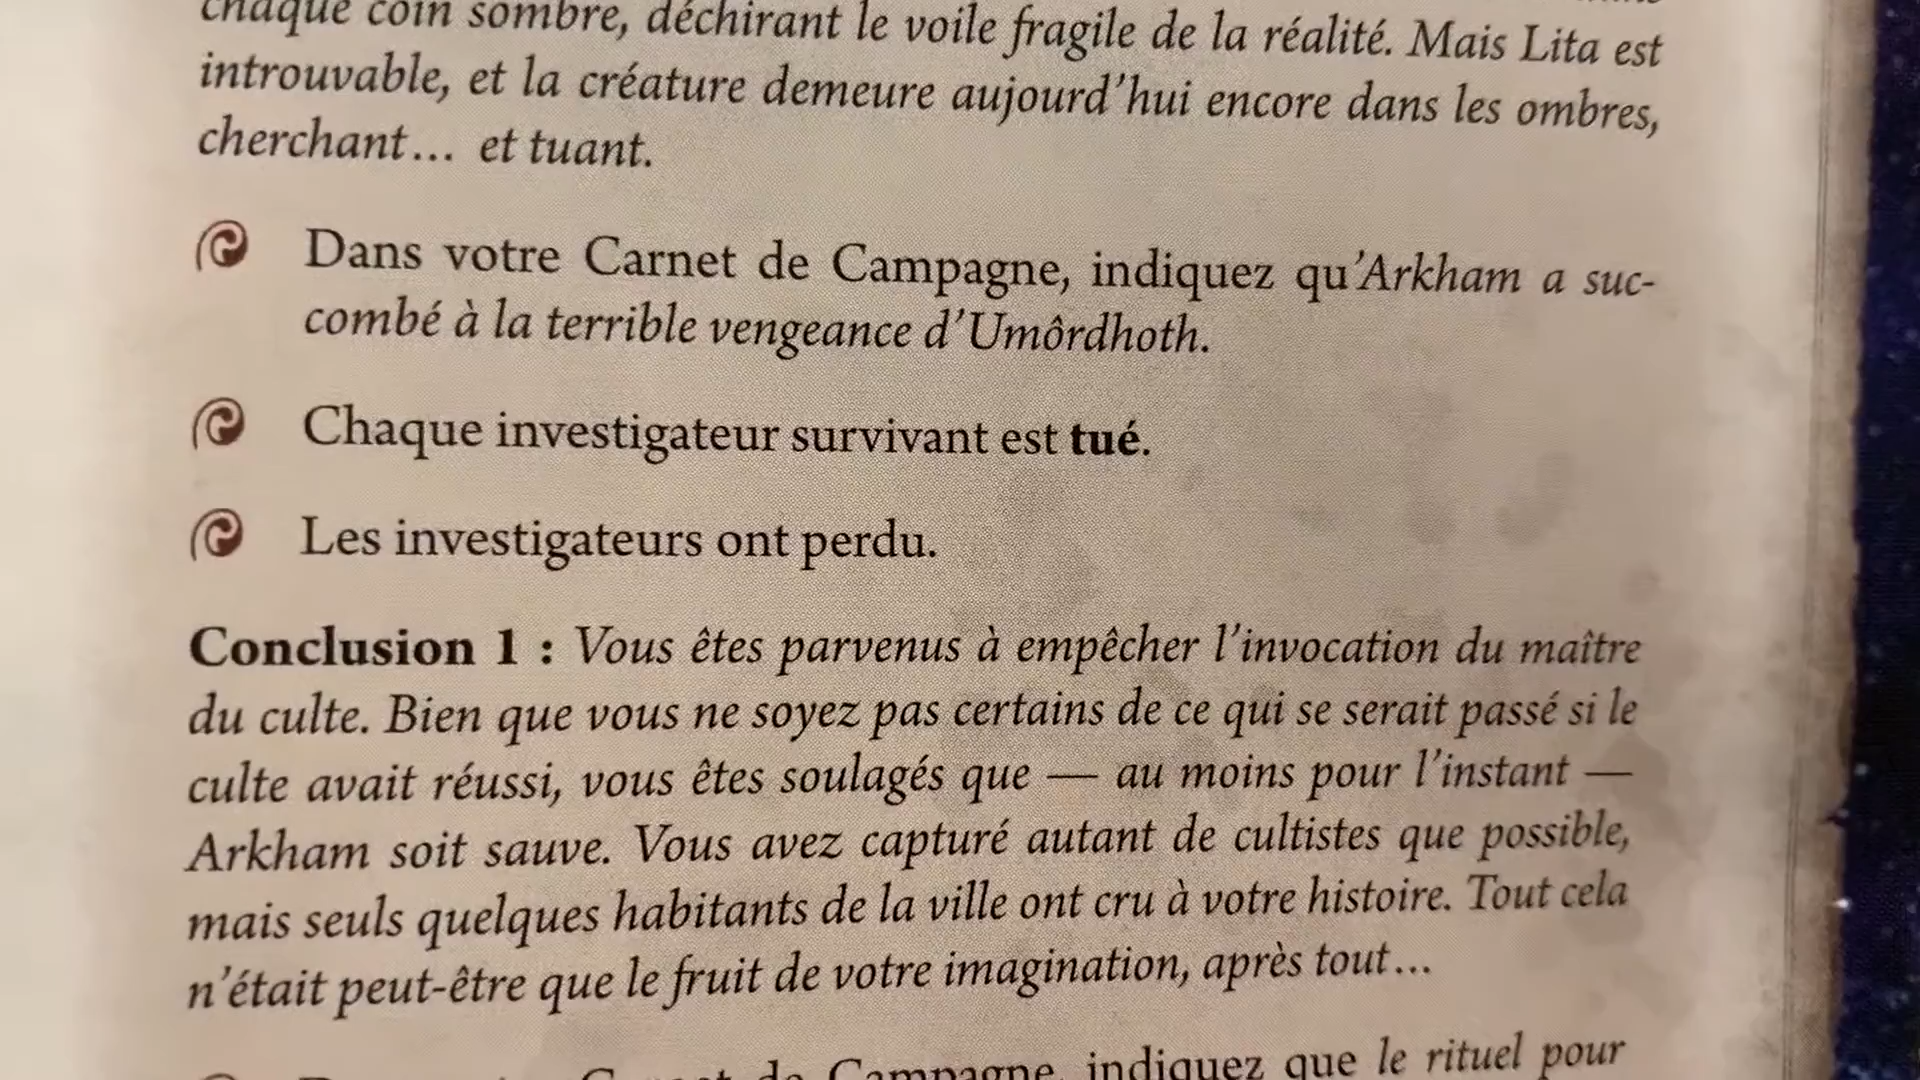 chaque coin sombre, déchirant le voile fragile de la réalité. Mais Lita est
introuvable, et la créature demeure aujourd’hui encore dans les ombres,
cherchant… et tuant.
Dans votre Carnet de Campagne, indiquez qu’Arkham a suc-
combé à la terrible vengeance d’Umôrdhoth.
Chaque investigateur survivant est tué.
Les investigateurs ont perdu.
Conclusion 1 : Vous êtes parvenus à empêcher l’invocation du maître
du culte. Bien que vous ne soyez pas certains de ce qui se serait passé si le
culte avait réussi, vous êtes soulagés que — au moins pour l’instant —
Arkham soit sauve. Vous avez capturé autant de cultistes que possible,
mais seuls quelques habitants de la ville ont cru à votre histoire. Tout cela
n’était peut-être que le fruit de votre imagination, après tout…
Carnet de Campagne, indiquez que le rituel pour